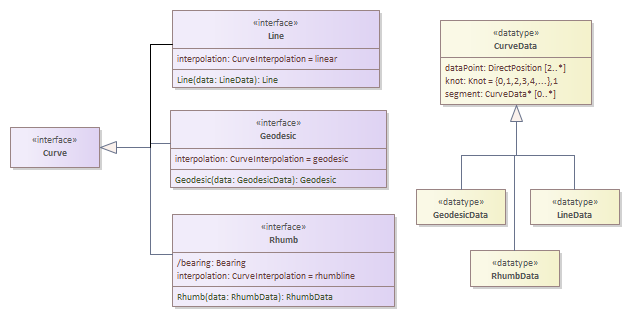 «interface»
Line
interpolation: CurveInterpolation = linear
Line(data: LineData): Line
«interface»
Geodesic
interpolation: CurveInterpolation = geodesic
Geodesic(data: GeodesicData): Geodesic
«interface»
Curve
«interface»
Rhumb
/bearing: Bearing
interpolation: CurveInterpolation = rhumbline
Rhumb(data: RhumbData): RhumbData
«datatype»
CurveData
dataPoint: DirectPosition [2..*]
knot: Knot = {0,1,2,3,4,...},1
segment: CurveData* [0..*]
«datatype»
GeodesicData
«datatype»
LineData
«datatype»
RhumbData